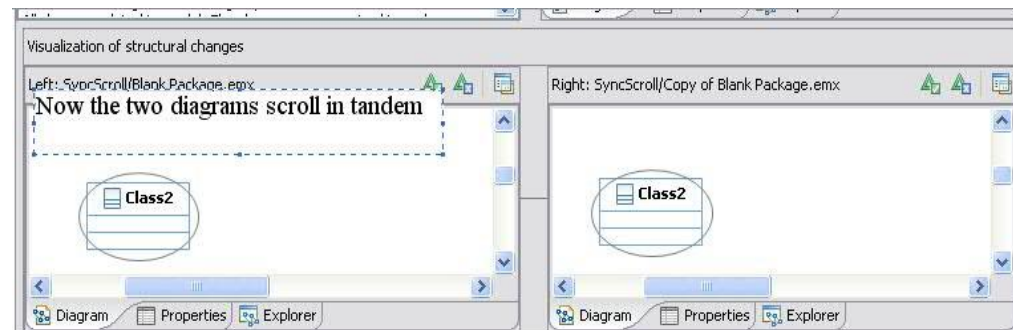 Visualization of structural changes
Left: SyncScroll/Blank Package.emx
Right: SyncScroll/Copy of Blank Package.emx
Now the two diagrams scroll in tandem
Class2
Class2
Diagram Properties Explorer
Diagram Properties Explorer